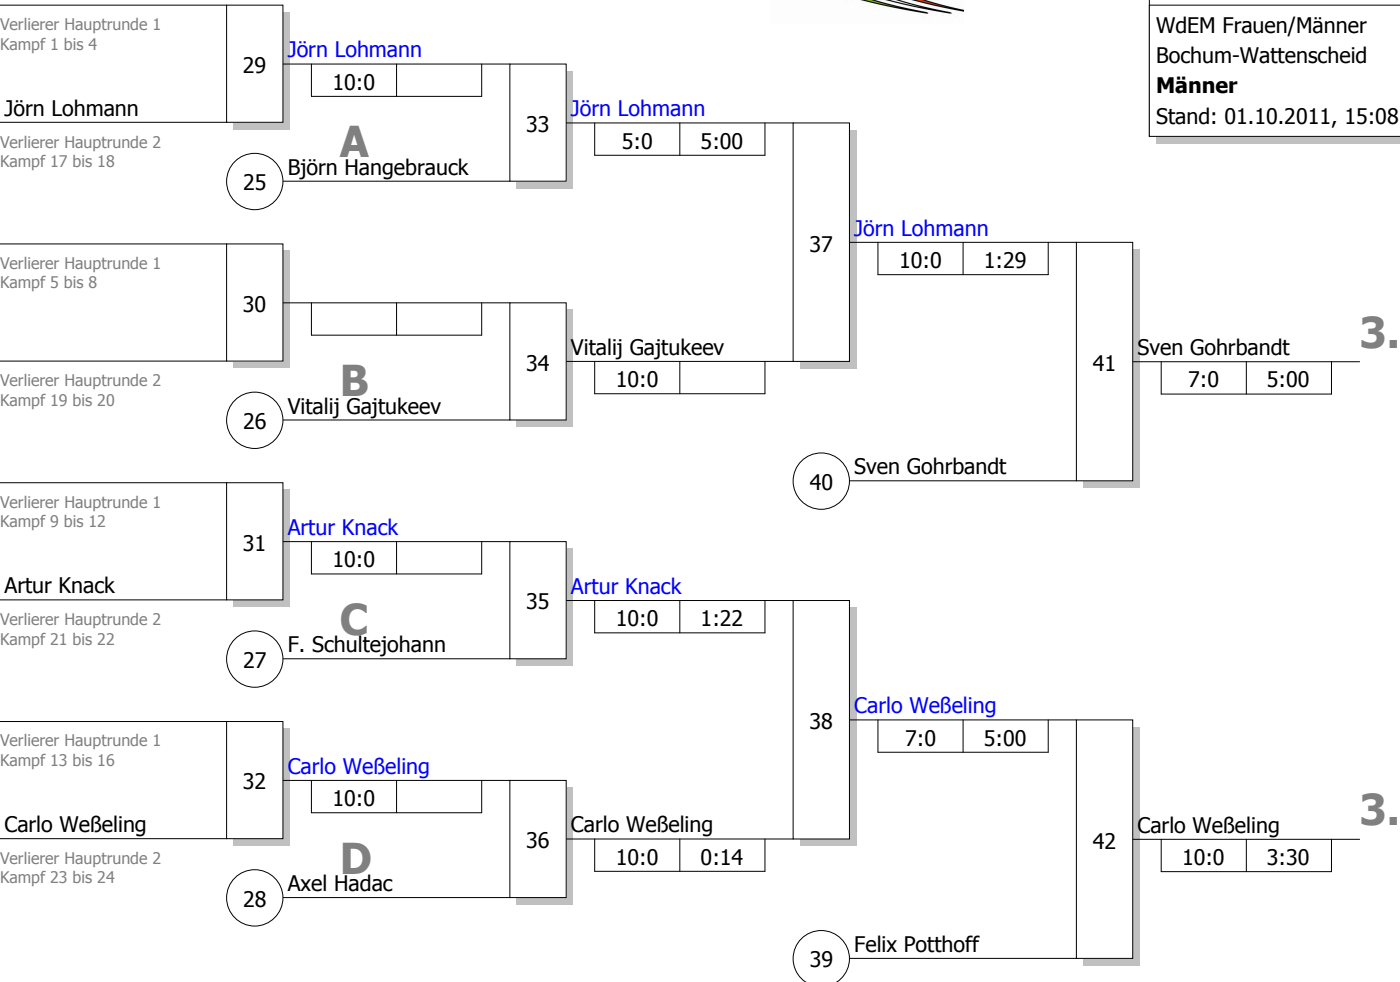 WdEM Frauen/Männer
Bochum-Wattenscheid
Männer
Stand: 01.10.2011, 15:08
Verlierer Hauptrunde 1
Kampf 1 bis 4
29
Jörn Lohmann
10:0
Jörn Lohmann
Verlierer Hauptrunde 2
Kampf 17 bis 18
A
25
Björn Hangebrauck
33
Jörn Lohmann
5:0 5:00
Verlierer Hauptrunde 1
Kampf 5 bis 8
30
Verlierer Hauptrunde 2
Kampf 19 bis 20
B
26
Vitalij Gajtukeev
34
Vitalij Gajtukeev
10:0
37
Jörn Lohmann
10:0 1:29
40
Sven Gohrbandt
41
Sven Gohrbandt
7:0 5:00
3.
Verlierer Hauptrunde 1
Kampf 9 bis 12
31
Artur Knack
10:0
Artur Knack
Verlierer Hauptrunde 2
Kampf 21 bis 22
C
27
F. Schultejohann
35
Artur Knack
10:0 1:22
Verlierer Hauptrunde 1
Kampf 13 bis 16
32
Carlo Weßeling
10:0
Carlo Weßeling
Verlierer Hauptrunde 2
Kampf 23 bis 24
D
28
Axel Hadac
36
Carlo Weßeling
10:0 0:14
38
Carlo Weßeling
7:0 5:00
39
Felix Potthoff
42
Carlo Weßeling
10:0 3:30
3.